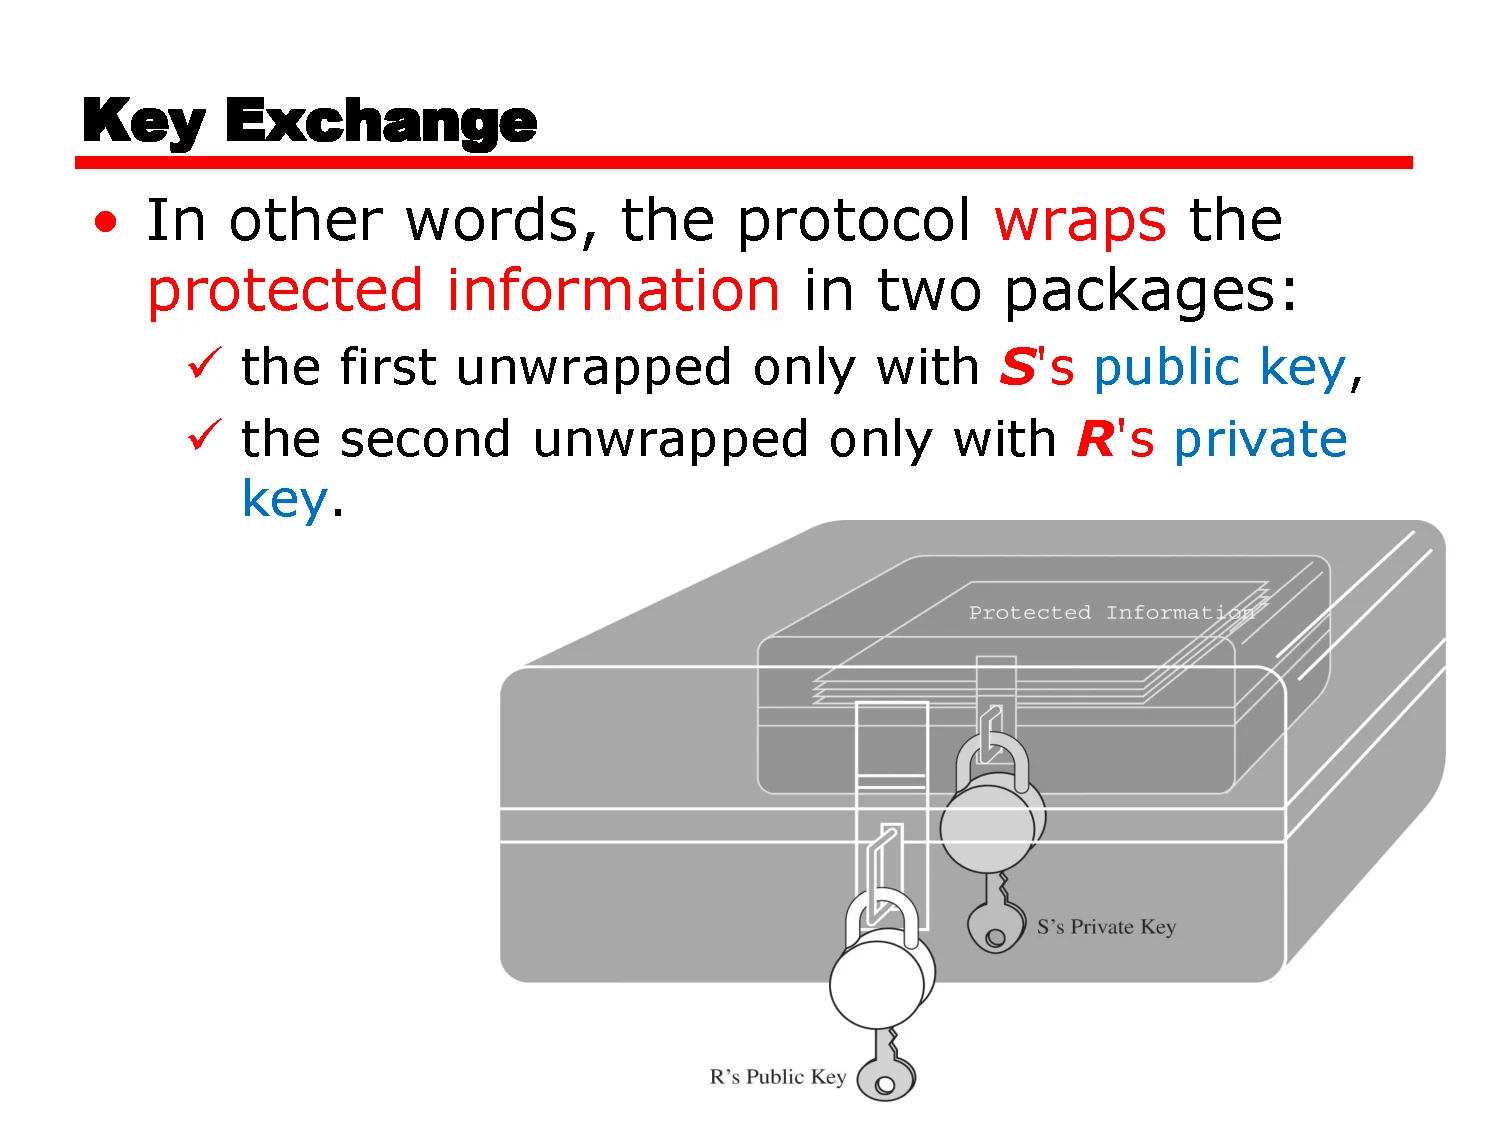 Key Exchange
• In other words, the protocol wraps the
protected information in two packages:
✓ the first unwrapped only with S's public key,
✓ the second unwrapped only with R's private
key.
Protected Information
S’s Private Key
R’s Public Key